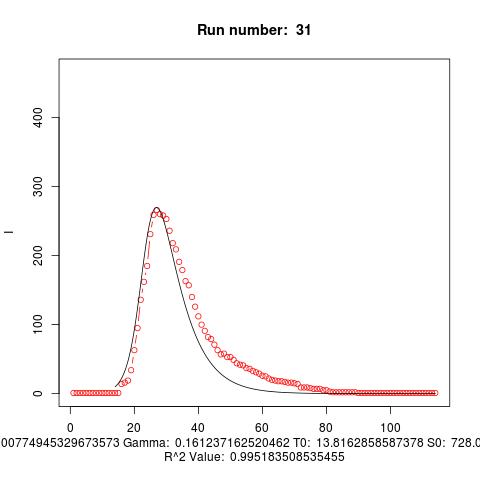 Run number: 31
400
300
200
100
0
I
0 20 40 60 80 100
00774945329673573 Gamma: 0.161237162520462 T0: 13.8162858587378 S0: 728.0
R^2 Value: 0.995183508535455